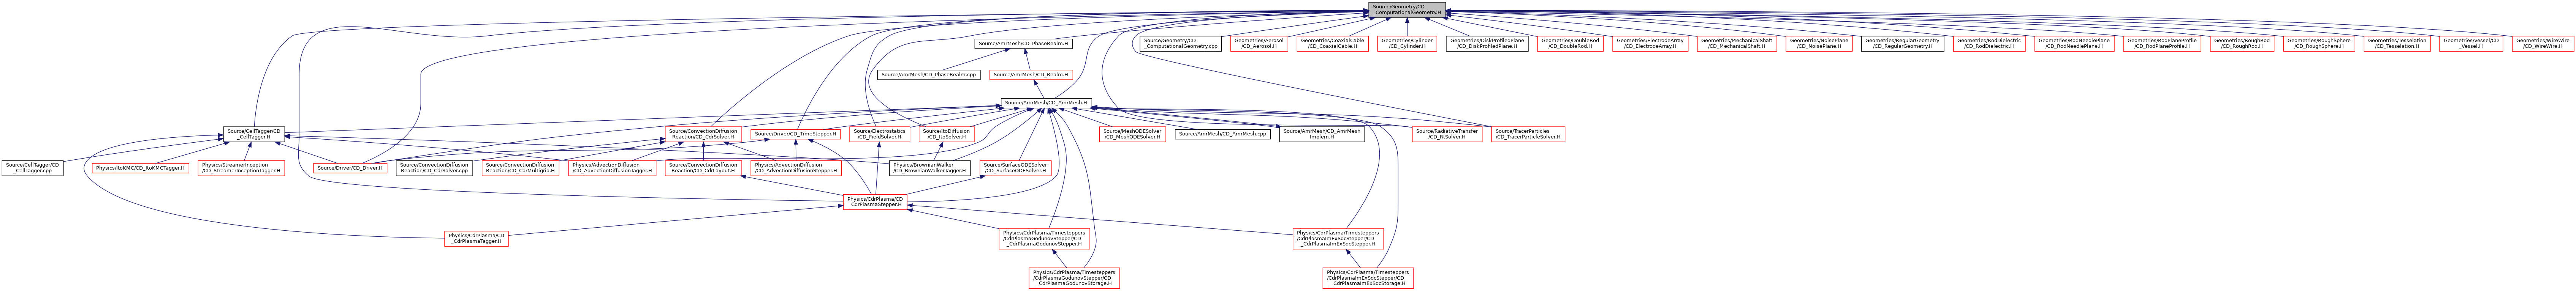 Source/Geometry/CD
_ComputationalGeometry.H
Source/AmrMesh/CD_PhaseRealm.H
Source/Geometry/CD
_ComputationalGeometry.cpp
Geometries/Aerosol
/CD_Aerosol.H
Geometries/CoaxialCable
/CD_CoaxialCable.H
Geometries/Cylinder
/CD_Cylinder.H
Geometries/DiskProfiledPlane
/CD_DiskProfiledPlane.H
Geometries/DoubleRod
/CD_DoubleRod.H
Geometries/ElectrodeArray
/CD_ElectrodeArray.H
Geometries/MechanicalShaft
/CD_MechanicalShaft.H
Geometries/NoisePlane
/CD_NoisePlane.H
Geometries/RegularGeometry
/CD_RegularGeometry.H
Geometries/RodDielectric
/CD_RodDielectric.H
Geometries/RodNeedlePlane
/CD_RodNeedlePlane.H
Geometries/RodPlaneProfile
/CD_RodPlaneProfile.H
Geometries/RoughRod
/CD_RoughRod.H
Geometries/RoughSphere
/CD_RoughSphere.H
Geometries/Tesselation
/CD_Tesselation.H
Geometries/Vessel/CD
_Vessel.H
Geometries/WireWire
/CD_WireWire.H
Source/AmrMesh/CD_PhaseRealm.cpp
Source/AmrMesh/CD_Realm.H
Source/AmrMesh/CD_AmrMesh.H
Source/CellTagger/CD
_CellTagger.H
Source/ConvectionDiffusion
Reaction/CD_CdrSolver.H
Source/Driver/CD_TimeStepper.H
Source/Electrostatics
/CD_FieldSolver.H
Source/ItoDiffusion
/CD_ItoSolver.H
Source/MeshODESolver
/CD_MeshODESolver.H
Source/AmrMesh/CD_AmrMesh.cpp
Source/AmrMesh/CD_AmrMesh
Implem.H
Source/RadiativeTransfer
/CD_RtSolver.H
Source/TracerParticles
/CD_TracerParticleSolver.H
Source/CellTagger/CD
_CellTagger.cpp
Physics/ItoKMC/CD_ItoKMCTagger.H
Physics/StreamerInception
/CD_StreamerInceptionTagger.H
Source/Driver/CD_Driver.H
Source/ConvectionDiffusion
Reaction/CD_CdrSolver.cpp
Source/ConvectionDiffusion
Reaction/CD_CdrMultigrid.H
Physics/AdvectionDiffusion
/CD_AdvectionDiffusionTagger.H
Source/ConvectionDiffusion
Reaction/CD_CdrLayout.H
Physics/AdvectionDiffusion
/CD_AdvectionDiffusionStepper.H
Physics/BrownianWalker
/CD_BrownianWalkerTagger.H
Source/SurfaceODESolver
/CD_SurfaceODESolver.H
Physics/CdrPlasma/CD
_CdrPlasmaStepper.H
Physics/CdrPlasma/CD
_CdrPlasmaTagger.H
Physics/CdrPlasma/Timesteppers
/CdrPlasmaGodunovStepper/CD
_CdrPlasmaGodunovStepper.H
Physics/CdrPlasma/Timesteppers
/CdrPlasmaImExSdcStepper/CD
_CdrPlasmaImExSdcStepper.H
Physics/CdrPlasma/Timesteppers
/CdrPlasmaGodunovStepper/CD
_CdrPlasmaGodunovStorage.H
Physics/CdrPlasma/Timesteppers
/CdrPlasmaImExSdcStepper/CD
_CdrPlasmaImExSdcStorage.H